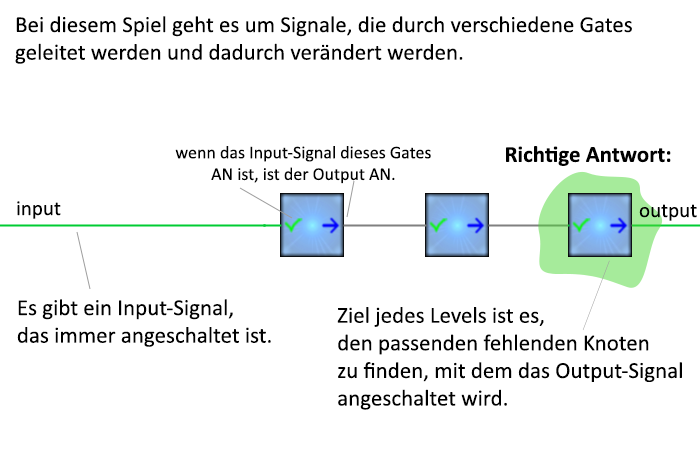 Bei diesem Spiel geht es um Signale, die durch verschiedene Gates
geleitet werden und dadurch verändert werden.
wenn das Input-Signal dieses Gates
AN ist, ist der Output AN.
Richtige Antwort:
input
output
Es gibt ein Input-Signal,
das immer angeschaltet ist.
Ziel jedes Levels ist es,
den passenden fehlenden Knoten
zu finden, mit dem das Output-Signal
angeschaltet wird.